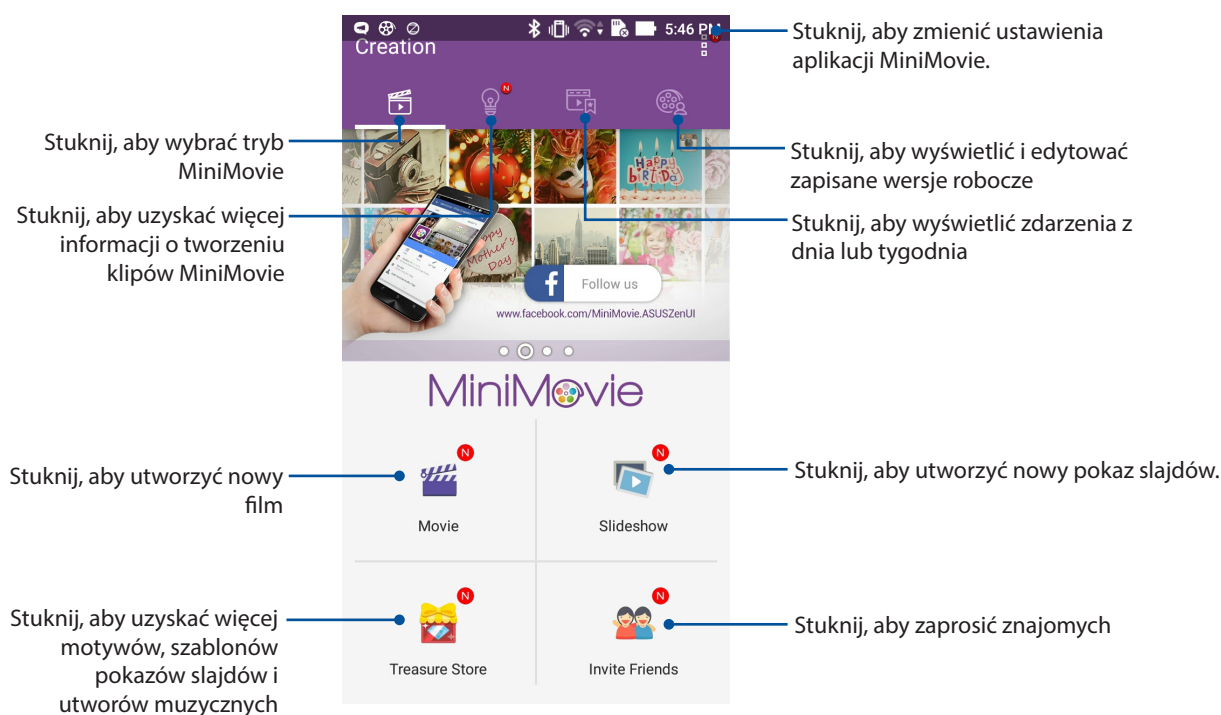 5:46 PM
N
Creation
Stuknij, aby zmienić ustawienia
aplikacji MiniMovie.
N
Stuknij, aby wybrać tryb
MiniMovie
Stuknij, aby wyświetlić i edytować
zapisane wersje robocze
Stuknij, aby uzyskać więcej
informacji o tworzeniu
klipów MiniMovie
Stuknij, aby wyświetlić zdarzenia z
dnia lub tygodnia
HAPPY
BIRTHDAY
Happy
Mother's
Day
f Follow us
www.facebook.com/MiniMovie.ASUSZenUI
MiniMovie
Stuknij, aby utworzyć nowy
film
N
Movie
N
Slideshow
Stuknij, aby utworzyć nowy pokaz slajdów.
Stuknij, aby uzyskać więcej
motywów, szablonów
pokazów slajdów i
utworów muzycznych
N
Treasure Store
N
Invite Friends
Stuknij, aby zaprosić znajomych